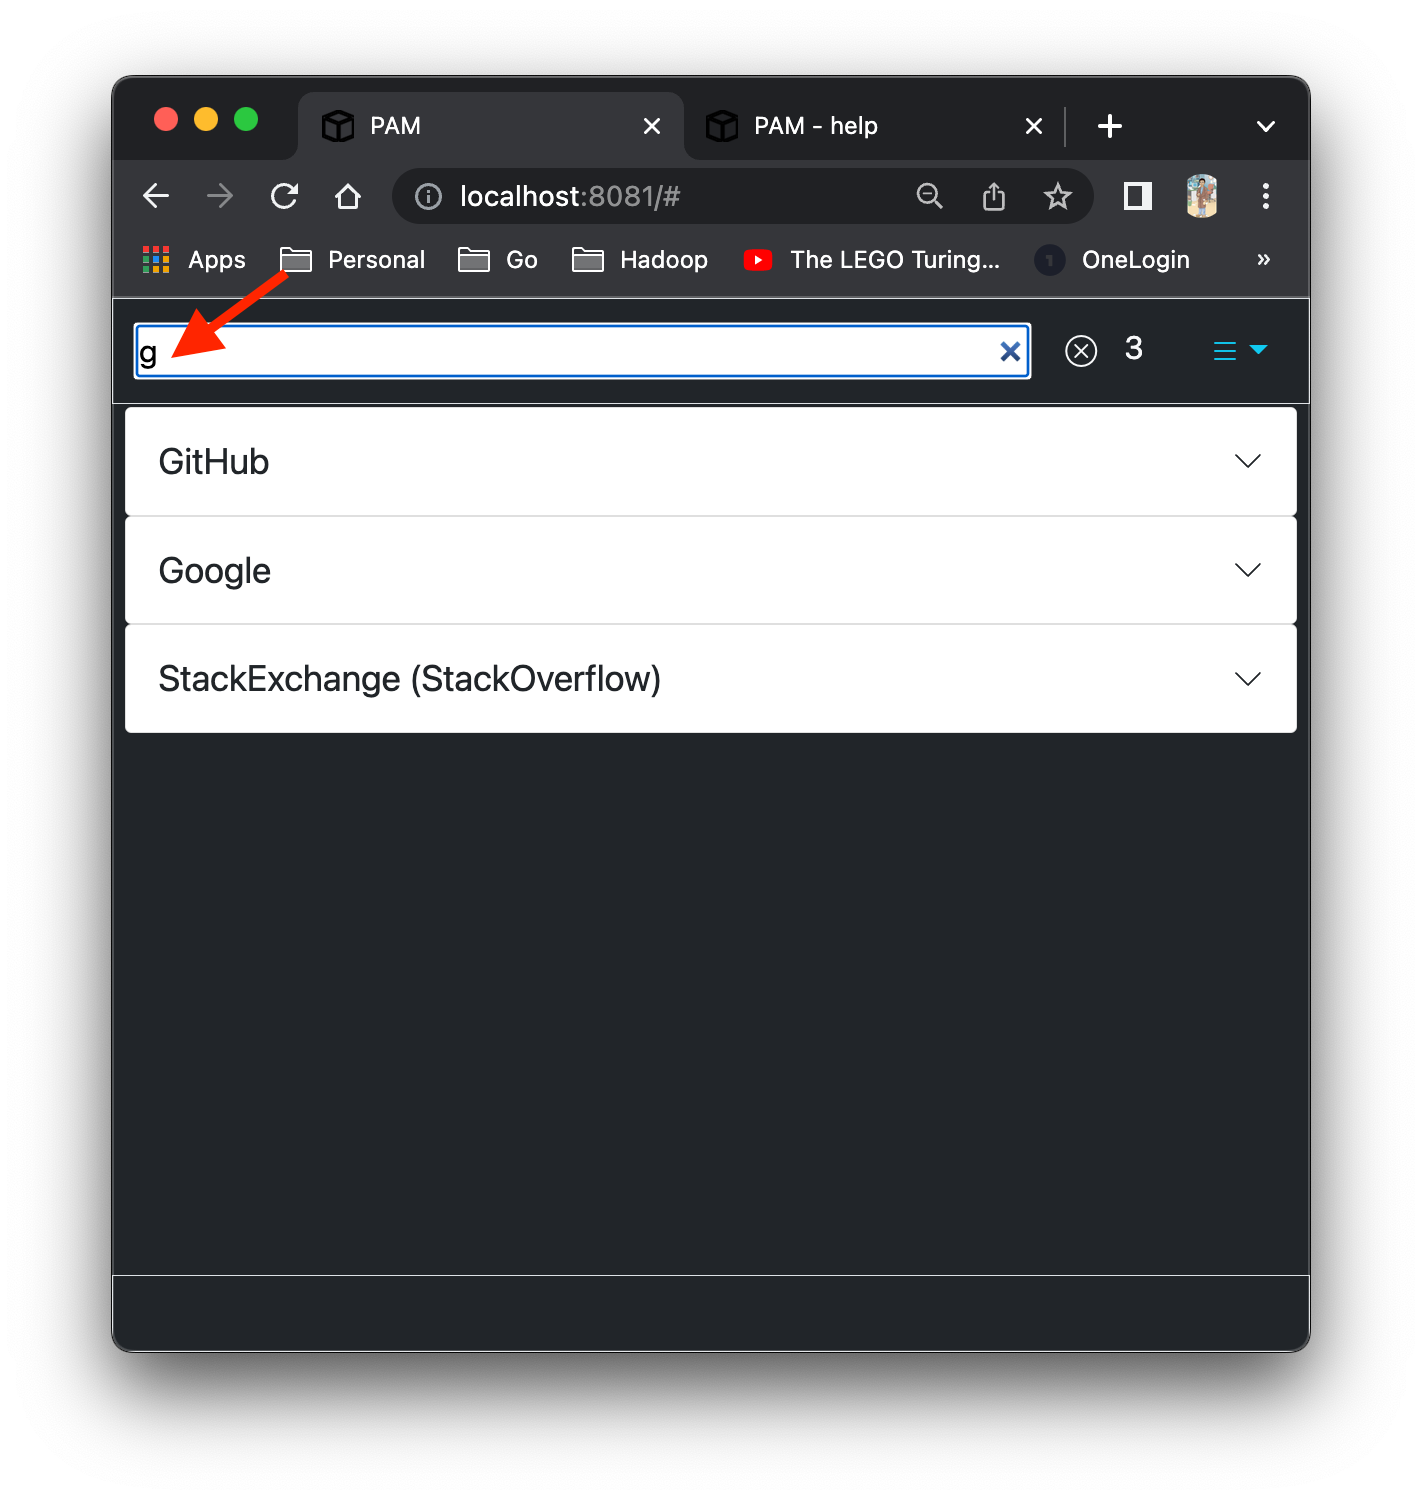 PAM
PAM - help
localhost:8081/#
Apps Personal Go Hadoop The LEGO Turing... OneLogin »
g 3
GitHub
Google
StackExchange (StackOverflow)